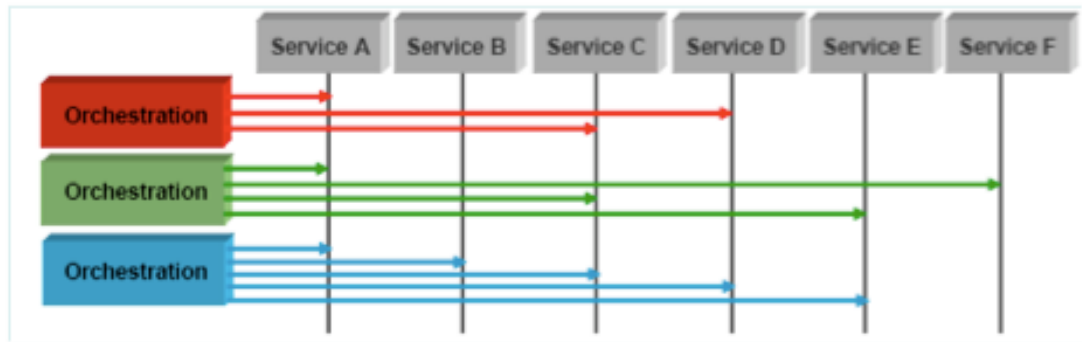 Service A Service B Service C Service D Service E Service F
Orchestration
Orchestration
Orchestration